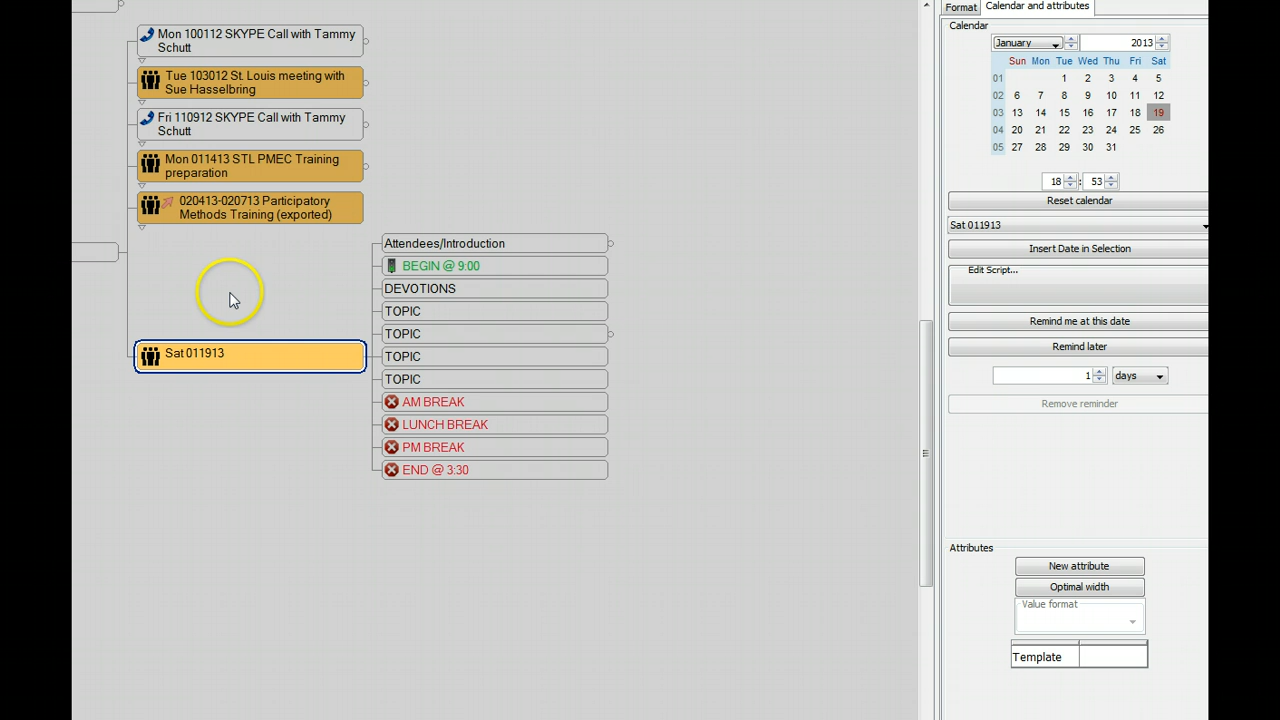 Mon 100112 SKYPE Call with Tammy
Schutt
Tue 103012 St. Louis meeting with
Sue Hasselbring
Fri 110912 SKYPE Call with Tammy
Schutt
Mon 011413 STL PMEC Training
preparation
020413-020713 Participatory
Methods Training (exported)
Sat 011913
Attendees/Introduction
BEGIN @ 9:00
DEVOTIONS
TOPIC
TOPIC
TOPIC
TOPIC
AM BREAK
LUNCH BREAK
PM BREAK
END @ 3:30
Format
Calendar and attributes
Calendar
January 2013
Sun Mon Tue Wed Thu Fri Sat
01 1 2 3 4 5
02 6 7 8 9 10 11 12
03 13 14 15 16 17 18 19
04 20 21 22 23 24 25 26
05 27 28 29 30 31
18 : 53
Reset calendar
Sat 011913
Insert Date in Selection
Edit Script...
Remind me at this date
Remind later
1 days
Remove reminder
Attributes
New attribute
Optimal width
Value format
Template